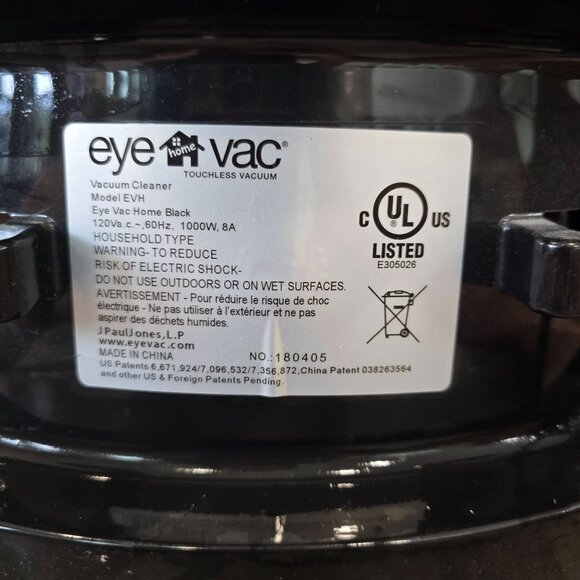 eye home vac®
TOUCHLESS VACUUM
Vacuum Cleaner
Model EVH
Eye Vac Home Black
120Va.c.~,60Hz, 1000W, 8A
HOUSEHOLD TYPE
WARNING- TO REDUCE
RISK OF ELECTRIC SHOCK-
DO NOT USE OUTDOORS OR ON WET SURFACES.
AVERTISSEMENT - Pour réduire le risque de choc
électrique - Ne pas utiliser à l'extérieur et ne pas
aspirer des déchets humides.
JPaulJones,L.P
www.eyevac.com
MADE IN CHINA
NO.:180405
US Patents 6,671,924/7,096,532/7,356,872,China Patent 038263564
and other US & Foreign Patents Pending.
C UL® US
LISTED
E305026